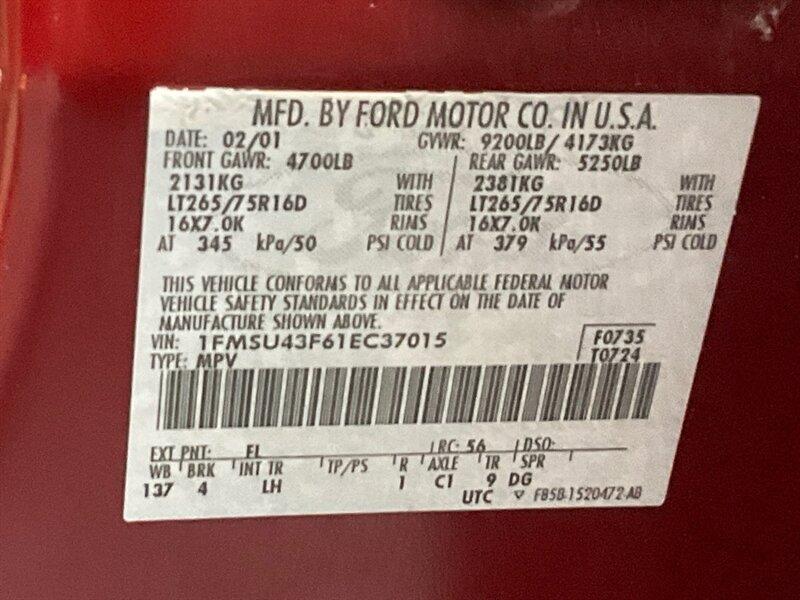 MFD. BY FORD MOTOR CO. IN U.S.A.
DATE: 02/01 GVWR: 9200LB/ 4173KG
FRONT GAWR: 4700LB REAR GAWR: 5250LB
2131KG WITH 2381KG WITH
LT265/75R16D TIRES LT265/75R16D TIRES
16X7.0K RIMS 16X7.0K RIMS
AT 345 kPa/50 PSI COLD AT 379 kPa/55 PSI COLD
THIS VEHICLE CONFORMS TO ALL APPLICABLE FEDERAL MOTOR
VEHICLE SAFETY STANDARDS IN EFFECT ON THE DATE OF
MANUFACTURE SHOWN ABOVE.
VIN: 1FMSU43F61EC37015 F0735
TYPE: MPV T0724
EXT PNT: FL RC: 56 DSO:
WB BRK INT TR TP/PS R AXLE TR SPR
137 4 LH 1 C1 9 DG
UTC ▽ F85B-1520472-AB